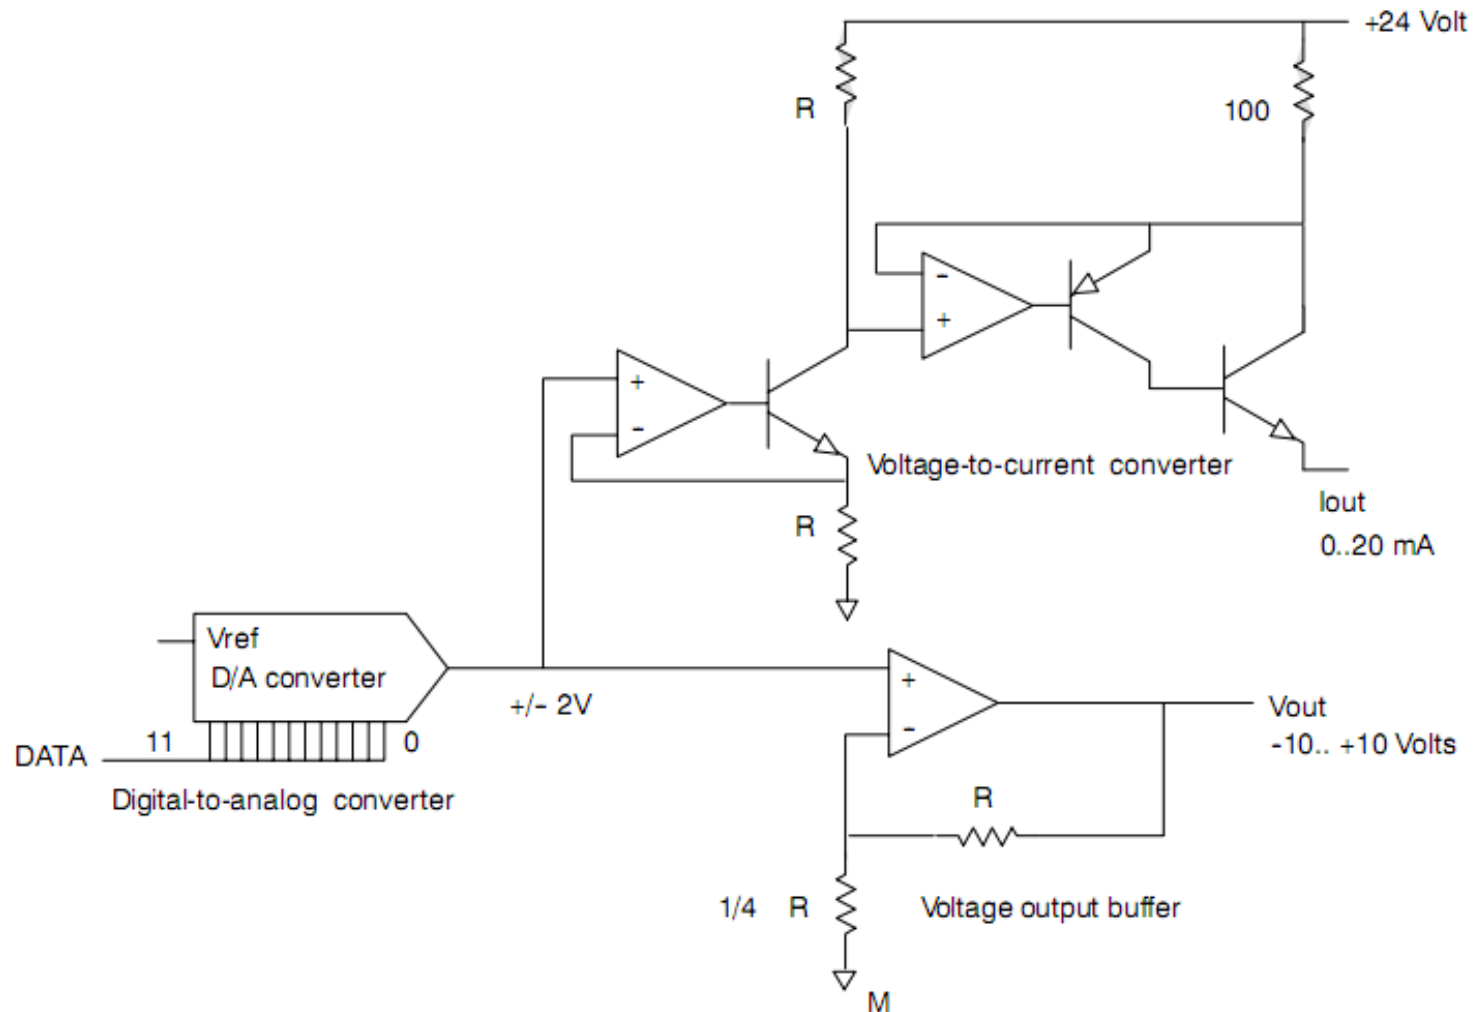 +24 Volt
R
100
-
+
+
-
Voltage-to-current converter
Iout
0..20 mA
R
Vref
D/A converter
+/- 2V
+
-
Vout
-10.. +10 Volts
DATA
11
0
Digital-to-analog converter
R
1/4 R
Voltage output buffer
M